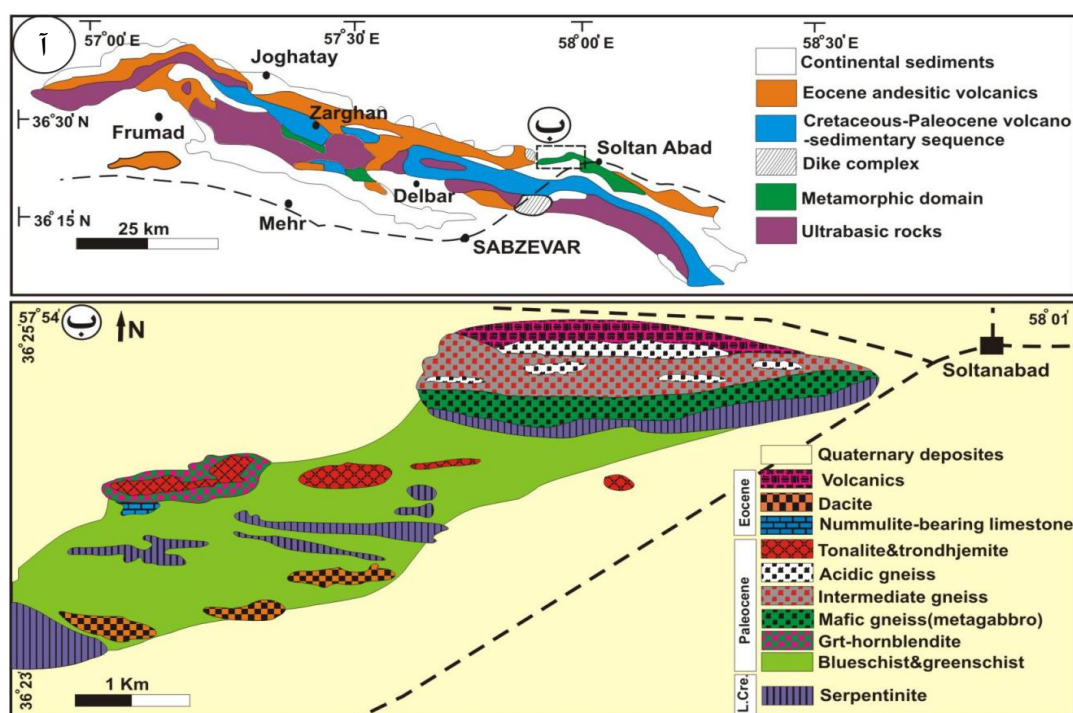 آ
57°00′ E
57°30′ E
58°00′ E
58°30′ E
36°30′ N
36°15′ N
Joghatay
Zarghan
Frumad
ب
Soltan Abad
Delbar
Mehr
SABZEVAR
25 km
Continental sediments
Eocene andesitic volcanics
Cretaceous-Paleocene volcano
-sedimentary sequence
Dike complex
Metamorphic domain
Ultrabasic rocks
57°54′
ب
N
58°01′
36°25′
Soltanabad
36°23′
1 Km
Quaternary deposites
Eocene
Volcanics
Dacite
Nummulite-bearing limestone
Paleocene
Tonalite&trondhjemite
Acidic gneiss
Intermediate gneiss
Mafic gneiss(metagabbro)
Grt-hornblendite
Blueschist&greenschist
L.Cre.
Serpentinite